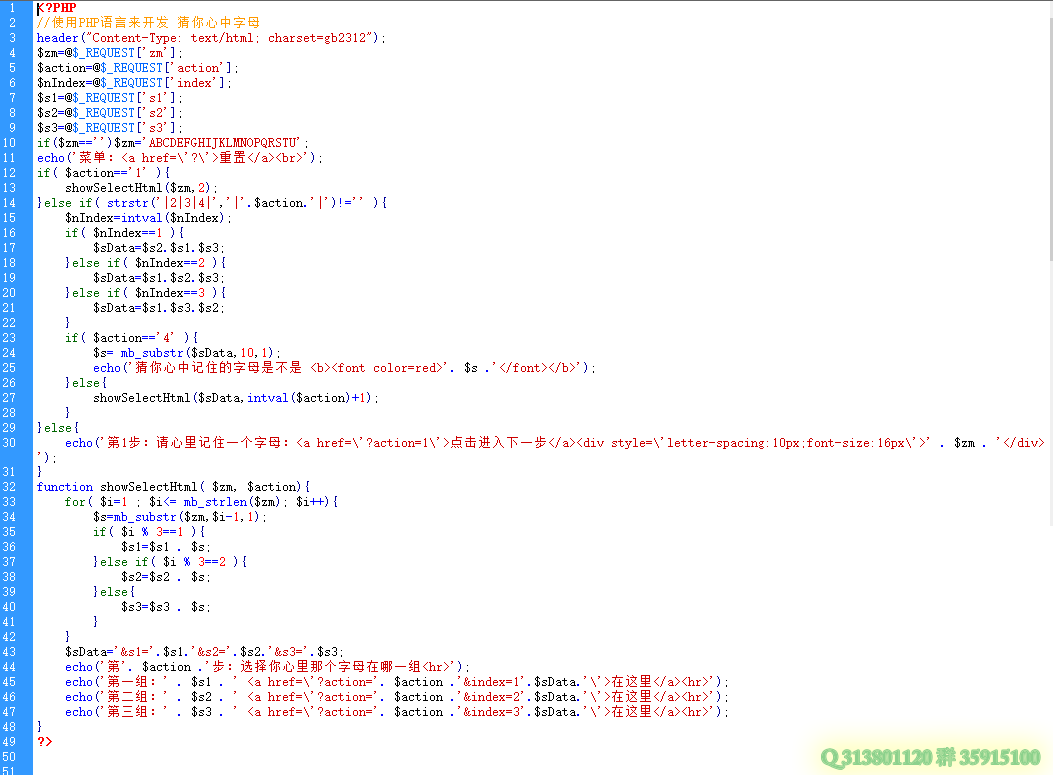 1 <?PHP
2 //使用PHP语言来开发 猜你心中字母
3 header("Content-Type: text/html; charset=gb2312");
4 $zm=@$_REQUEST['zm'];
5 $action=@$_REQUEST['action'];
6 $nIndex=@$_REQUEST['index'];
7 $s1=@$_REQUEST['s1'];
8 $s2=@$_REQUEST['s2'];
9 $s3=@$_REQUEST['s3'];
10 if($zm=='')$zm='ABCDEFGHIJKLMNOPQRSTU';
11 echo('菜单：<a href=\'?\'>重置</a><br>');
12 if( $action=='1' ){
13     showSelectHtml($zm,2);
14 }else if( strstr('|2|3|4|','|'.$action.'|')!='' ){
15     $nIndex=intval($nIndex);
16     if( $nIndex==1 ){
17         $sData=$s2.$s1.$s3;
18     }else if( $nIndex==2 ){
19         $sData=$s1.$s2.$s3;
20     }else if( $nIndex==3 ){
21         $sData=$s1.$s3.$s2;
22     }
23     if( $action=='4' ){
24         $s= mb_substr($sData,10,1);
25         echo('猜你心中记住的字母是不是 <b><font color=red>'. $s .'</font></b>');
26     }else{
27         showSelectHtml($sData,intval($action)+1);
28     }
29 }else{
30     echo('第1步：请心里记住一个字母：<a href=\'?action=1\'>点击进入下一步</a><div style=\'letter-spacing:10px;font-size:16px\'>' . $zm . '</div>
');
31 }
32 function showSelectHtml( $zm, $action){
33     for( $i=1 ; $i<= mb_strlen($zm); $i++){
34         $s=mb_substr($zm,$i-1,1);
35         if( $i % 3==1 ){
36             $s1=$s1 . $s;
37         }else if( $i % 3==2 ){
38             $s2=$s2 . $s;
39         }else{
40             $s3=$s3 . $s;
41         }
42     }
43     $sData='&s1='.$s1.'&s2='.$s2.'&s3='.$s3;
44     echo('第'. $action .'步：选择你心里那个字母在哪一组<hr>');
45     echo('第一组：' . $s1 . ' <a href=\'?action='. $action .'&index=1'.$sData.'\'>在这里</a><hr>');
46     echo('第二组：' . $s2 . ' <a href=\'?action='. $action .'&index=2'.$sData.'\'>在这里</a><hr>');
47     echo('第三组：' . $s3 . ' <a href=\'?action='. $action .'&index=3'.$sData.'\'>在这里</a><hr>');
48 }
49 ?>
50
51
Q313801120 群 35915100